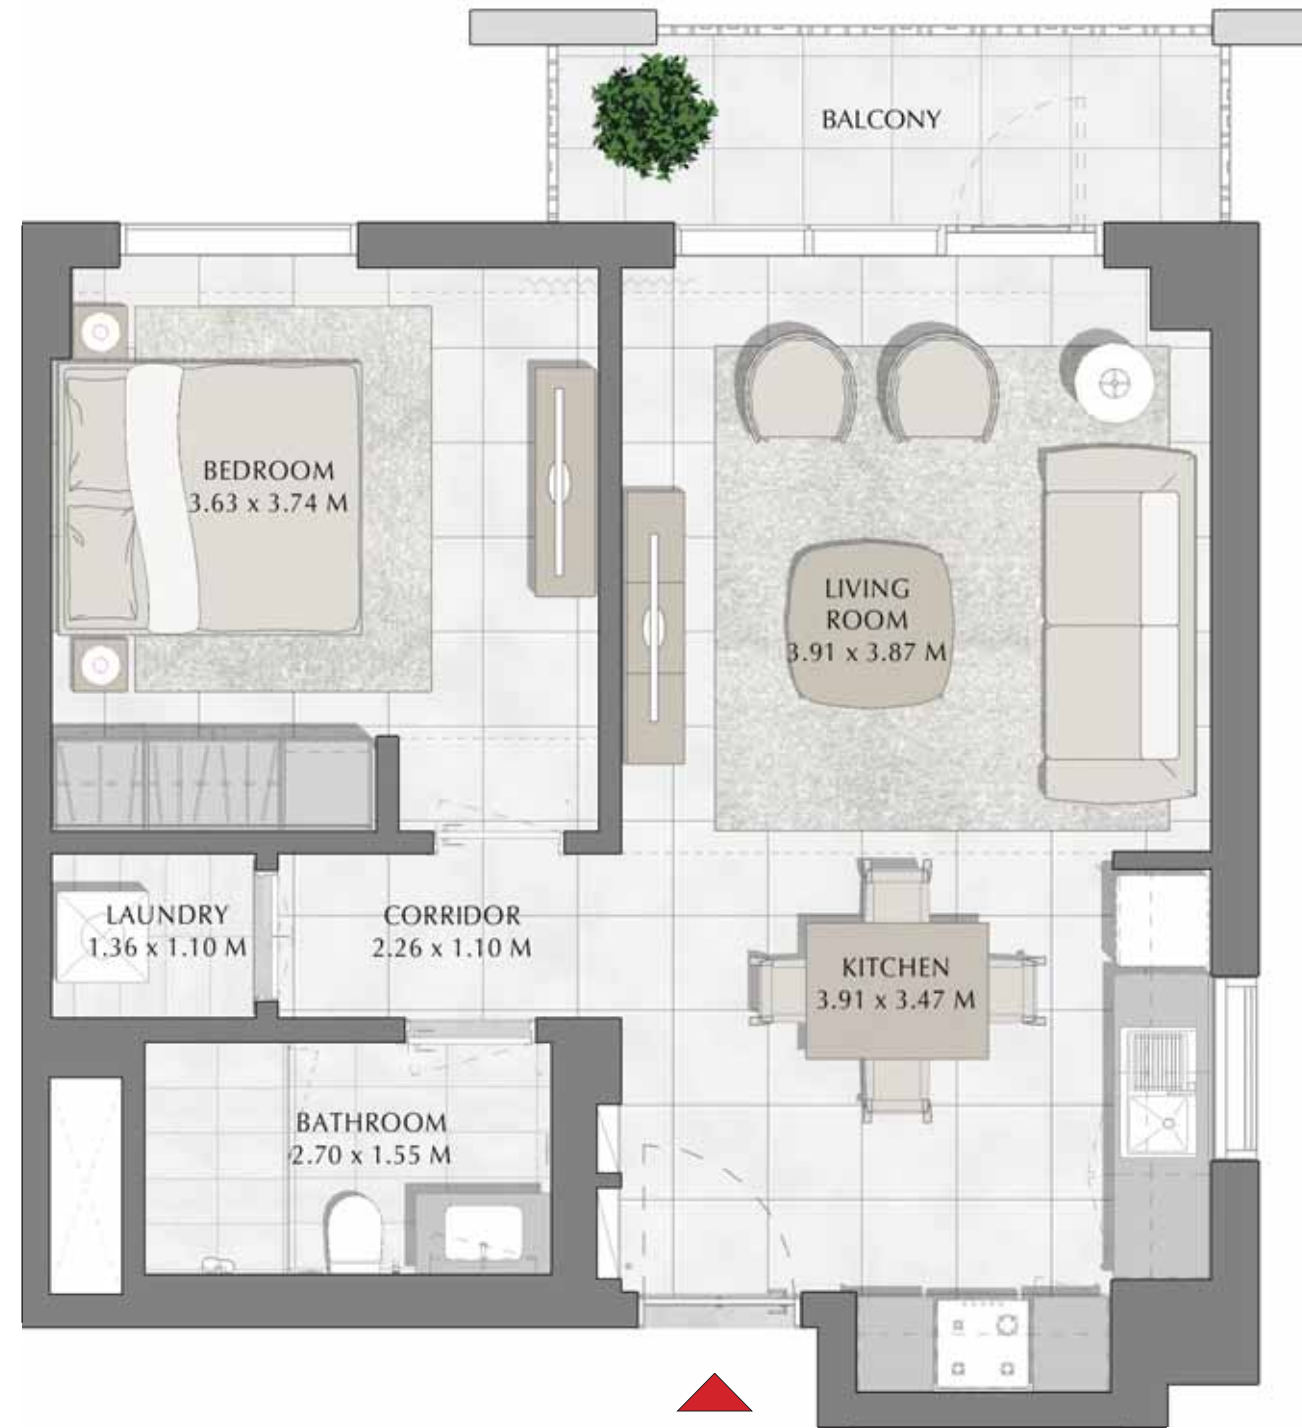 BALCONY
BEDROOM
3.63 x 3.74 M
LIVING
ROOM
3.91 x 3.87 M
LAUNDRY
1.36 x 1.10 M
CORRIDOR
2.26 x 1.10 M
KITCHEN
3.91 x 3.47 M
BATHROOM
2.70 x 1.55 M